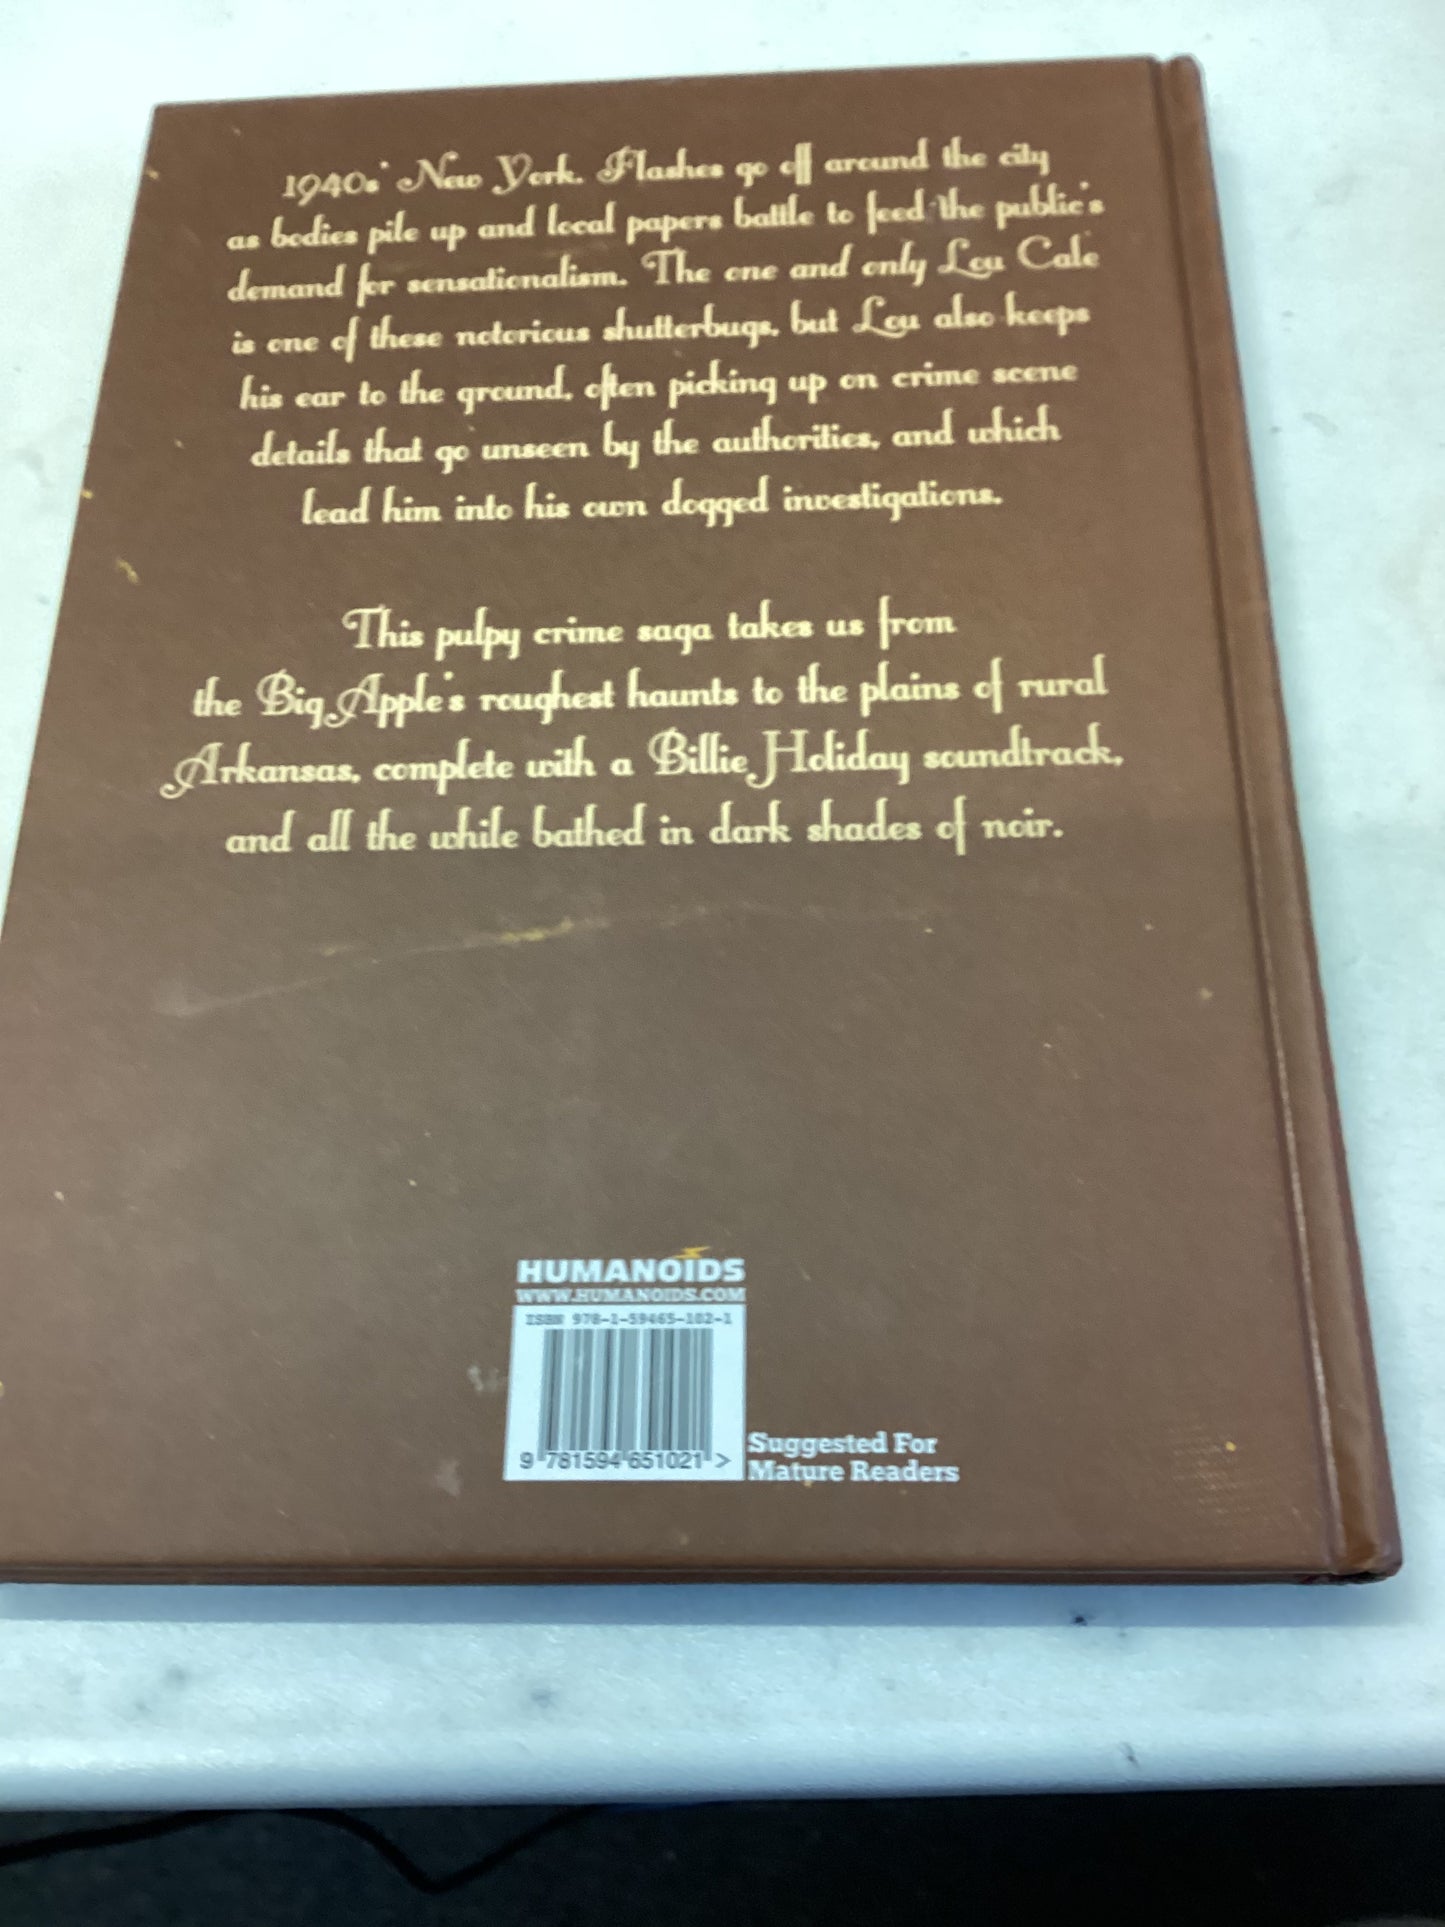 1940s' New York. Flashes go off around the city
as bodies pile up and local papers battle to feed the public's
demand for sensationalism. The one and only Lou Cale
is one of these notorious shutterbugs, but Lou also keeps
his ear to the ground, often picking up on crime scene
details that go unseen by the authorities, and which
lead him into his own dogged investigations.
This pulpy crime saga takes us from
the Big Apple's roughest haunts to the plains of rural
Arkansas, complete with a Billie Holiday soundtrack,
and all the while bathed in dark shades of noir.
HUMANOIDS
WWW.HUMANOIDS.COM
ISBN 978-1-59465-102-1
9 781594 651021 >
Suggested For
Mature Readers